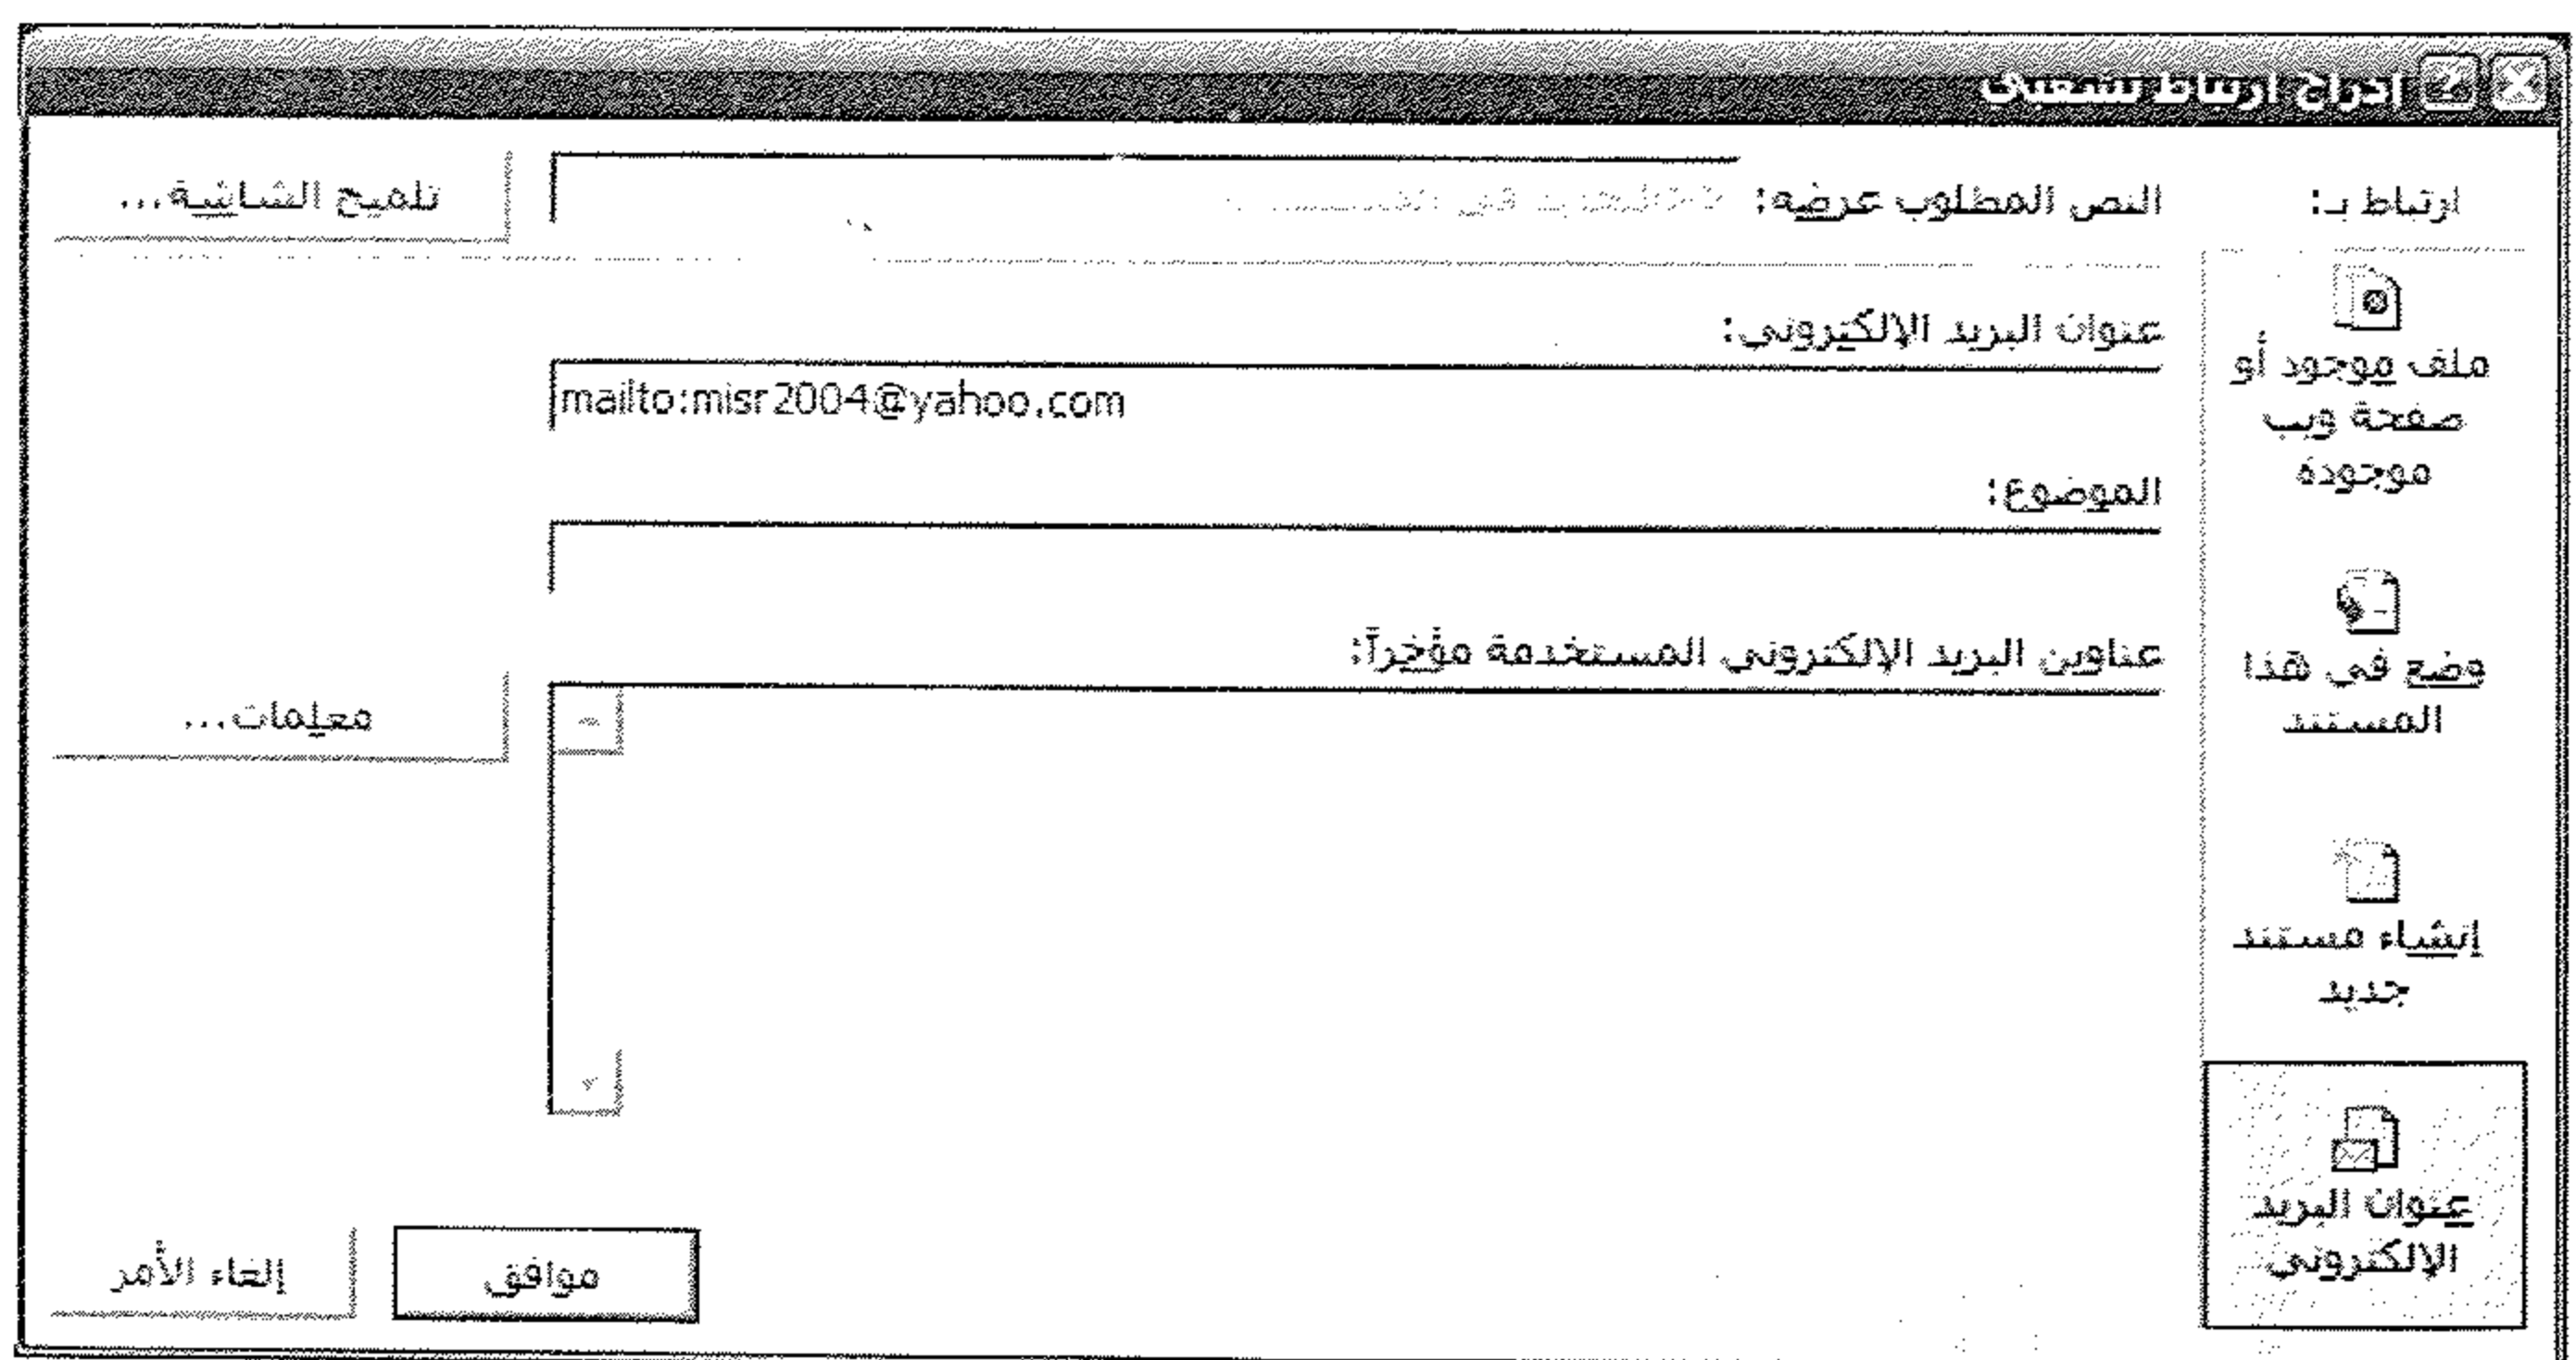 إدراج ارتباط تشعبي
ارتباط بـ:
النص المطلوب عرضه:
تلميح الشاشة...
ملف موجود أو
صفحة ويب
موجودة
وضع في هذا
المستند
إنشاء مستند
جديد
عنوان البريد
الإلكتروني
عنوان البريد الإلكتروني:
mailto:misr2004@yahoo.com
الموضوع:
عناوين البريد الإلكتروني المستخدمة مؤخراً:
معلمات...
موافق
إلغاء الأمر